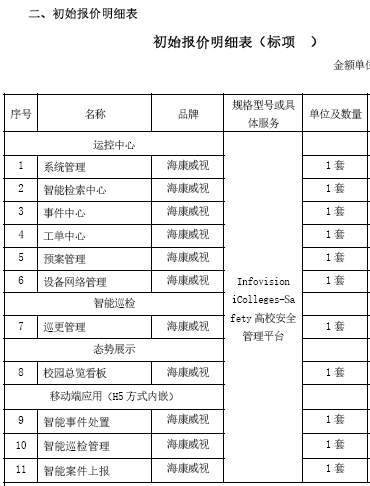 二、初始报价明细表
初始报价明细表（标项 ）
金额单位
序号 名称 品牌 规格型号或具体服务 单位及数量
运控中心
1 系统管理 海康威视 1 套
2 智能检索中心 海康威视 1 套
3 事件中心 海康威视 1 套
4 工单中心 海康威视 1 套
5 预案管理 海康威视 1 套
6 设备网络管理 海康威视 Infovision iColleges-Safety 高校安全管理平台 1 套
智能巡检
7 巡更管理 海康威视 1 套
态势展示
8 校园总览看板 海康威视 1 套
移动端应用（H5 方式内嵌）
9 智能事件处置 海康威视 1 套
10 智能巡检管理 海康威视 1 套
11 智能案件上报 海康威视 1 套